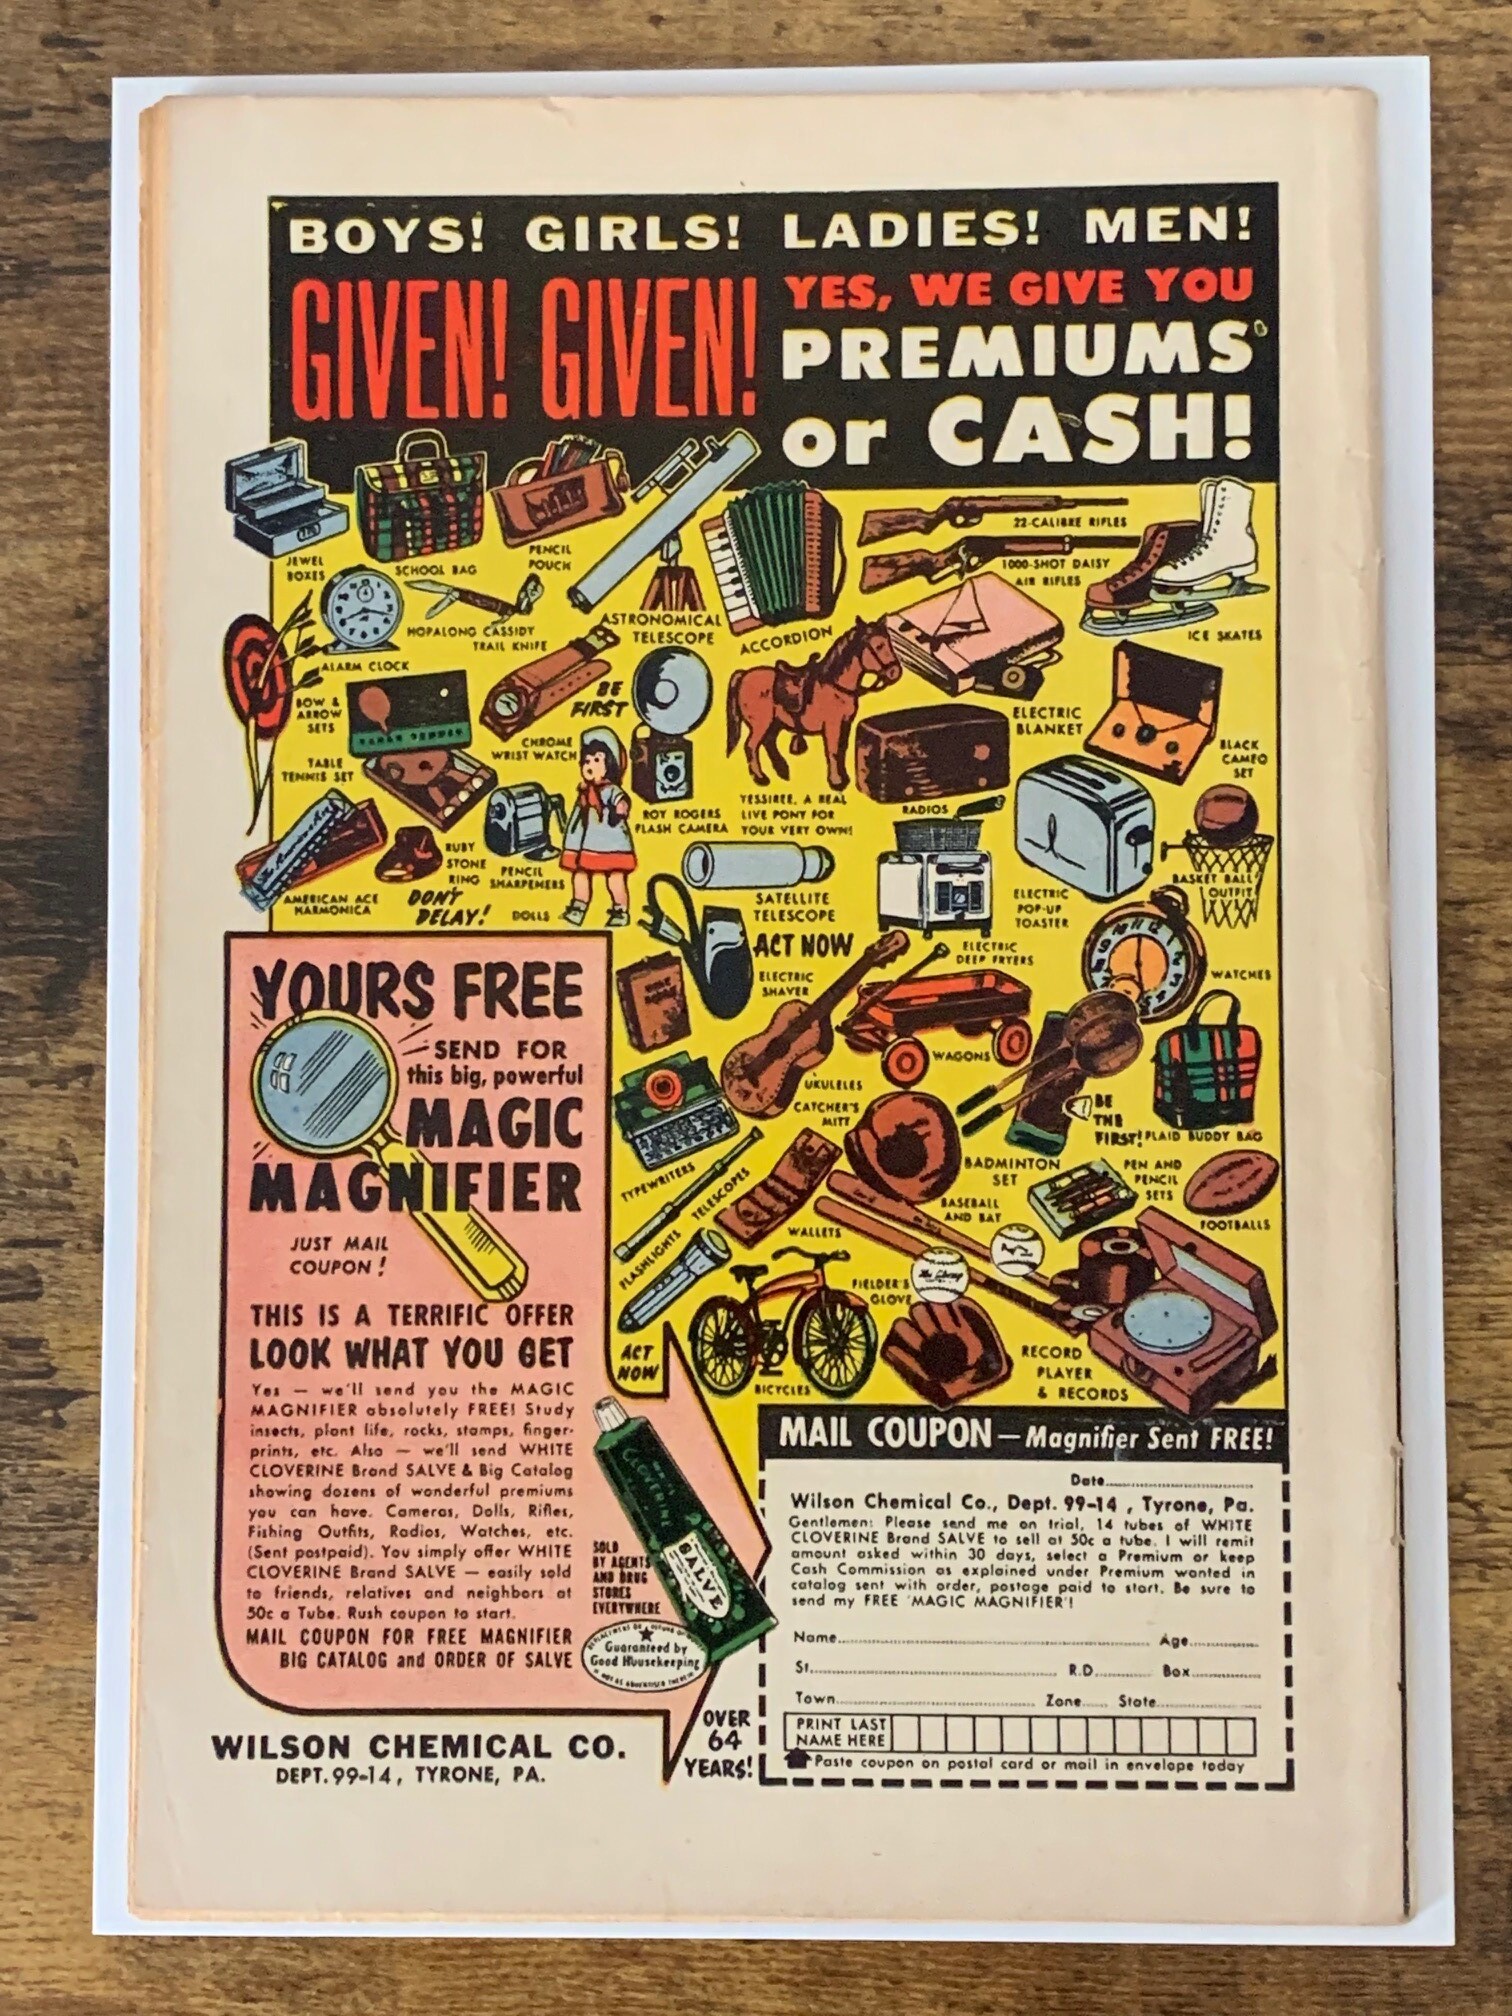 BOYS! GIRLS! LADIES! MEN!
GIVEN! GIVEN!
YES, WE GIVE YOU
PREMIUMS
or CASH!
JEWEL
BOXES
SCHOOL BAG
PENCIL
POUCH
ASTRONOMICAL
TELESCOPE
ACCORDION
22-CALIBRE RIFLES
1000-SHOT DAISY
AIR RIFLES
ICE SKATES
ALARM CLOCK
HOPALONG CASSIDY
TRAIL KNIFE
BOW &
ARROW
SETS
TABLE TENNIS
TABLE
TENNIS SET
CHROME
WRIST WATCH
BE
FIRST
ROY ROGERS
FLASH CAMERA
YESSIREE, A REAL
LIVE PONY FOR
YOUR VERY OWN!
RADIOS
ELECTRIC
BLANKET
BLACK
CAMEO
SET
AMERICAN ACE
HARMONICA
RUBY
STONE
RING
DON'T
DELAY!
PENCIL
SHARPENERS
DOLLS
SATELLITE
TELESCOPE
ELECTRIC
POP-UP
TOASTER
BASKET BALL
OUTFIT
ACT NOW
ELECTRIC
SHAVER
ELECTRIC
DEEP FRYERS
WATCHES
UKULELES
WAGONS
CATCHER'S
MITT
BE
THE
FIRST!
PLAID BUDDY BAG
TYPEWRITERS
TELESCOPES
BADMINTON
SET
PEN AND
PENCIL
SETS
BASEBALL
AND BAT
WALLETS
FOOTBALLS
FLASHLIGHTS
FIELDER'S
GLOVE
ACT
NOW
BICYCLES
RECORD
PLAYER
& RECORDS
YOURS FREE
SEND FOR
this big, powerful
MAGIC
MAGNIFIER
JUST MAIL
COUPON!
THIS IS A TERRIFIC OFFER
LOOK WHAT YOU GET
Yes — we'll send you the MAGIC
MAGNIFIER absolutely FREE! Study
insects, plant life, rocks, stamps, finger-
prints, etc. Also — we'll send WHITE
CLOVERINE Brand SALVE & Big Catalog
showing dozens of wonderful premiums
you can have. Cameras, Dolls, Rifles,
Fishing Outfits, Radios, Watches, etc.
(Sent postpaid). You simply offer WHITE
CLOVERINE Brand SALVE — easily sold
to friends, relatives and neighbors at
50c a Tube. Rush coupon to start.
MAIL COUPON FOR FREE MAGNIFIER
BIG CATALOG and ORDER OF SALVE
WHITE
CLOVERINE
SALVE
SOLD
BY AGENTS
AND DRUG
STORES
EVERYWHERE
Guaranteed by
Good Housekeeping
WILSON CHEMICAL CO.
DEPT. 99-14, TYRONE, PA.
OVER
64
YEARS!
MAIL COUPON — Magnifier Sent FREE!
Date
Wilson Chemical Co., Dept. 99-14 , Tyrone, Pa.
Gentlemen: Please send me on trial, 14 tubes of WHITE
CLOVERINE Brand SALVE to sell at 50c a tube. I will remit
amount asked within 30 days, select a Premium or keep
Cash Commission as explained under Premium wanted in
catalog sent with order, postage paid to start. Be sure to
send my FREE 'MAGIC MAGNIFIER'!
Name Age
St. R.D. Box
Town Zone State
PRINT LAST
NAME HERE
Paste coupon on postal card or mail in envelope today